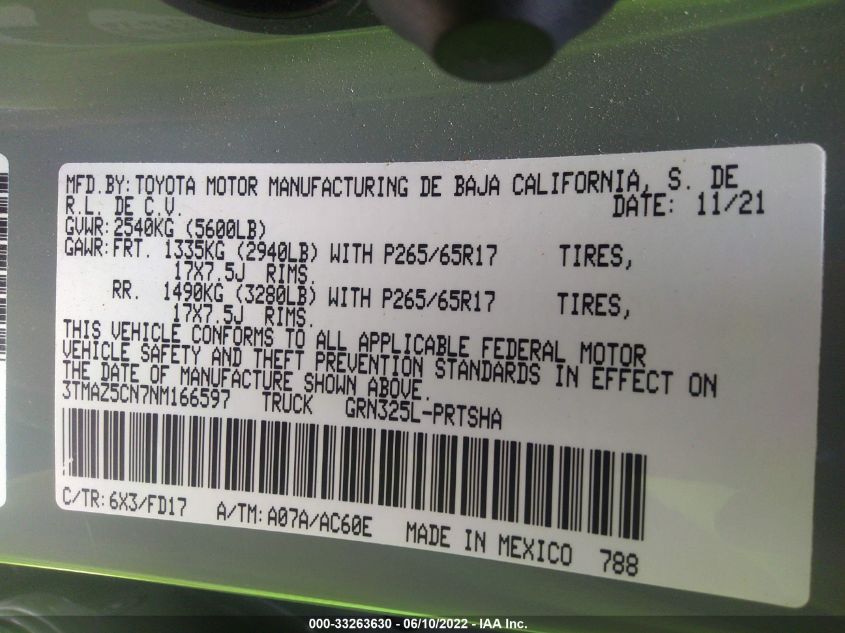 MFD.BY: TOYOTA MOTOR MANUFACTURING DE BAJA CALIFORNIA, S. DE
R.L. DE C.V. DATE: 11/21
GVWR: 2540KG (5600LB)
GAWR: FRT. 1335KG (2940LB) WITH P265/65R17 TIRES,
17X7.5J RIMS.
RR. 1490KG (3280LB) WITH P265/65R17 TIRES,
17X7.5J RIMS.
THIS VEHICLE CONFORMS TO ALL APPLICABLE FEDERAL MOTOR
VEHICLE SAFETY AND THEFT PREVENTION STANDARDS IN EFFECT ON
THE DATE OF MANUFACTURE SHOWN ABOVE.
3TMAZ5CN7NM166597 TRUCK GRN325L-PRTSHA
C/TR: 6X3/FD17 A/TM: A07A/AC60E MADE IN MEXICO 788
000-33263630 - 06/10/2022 - IAA Inc.